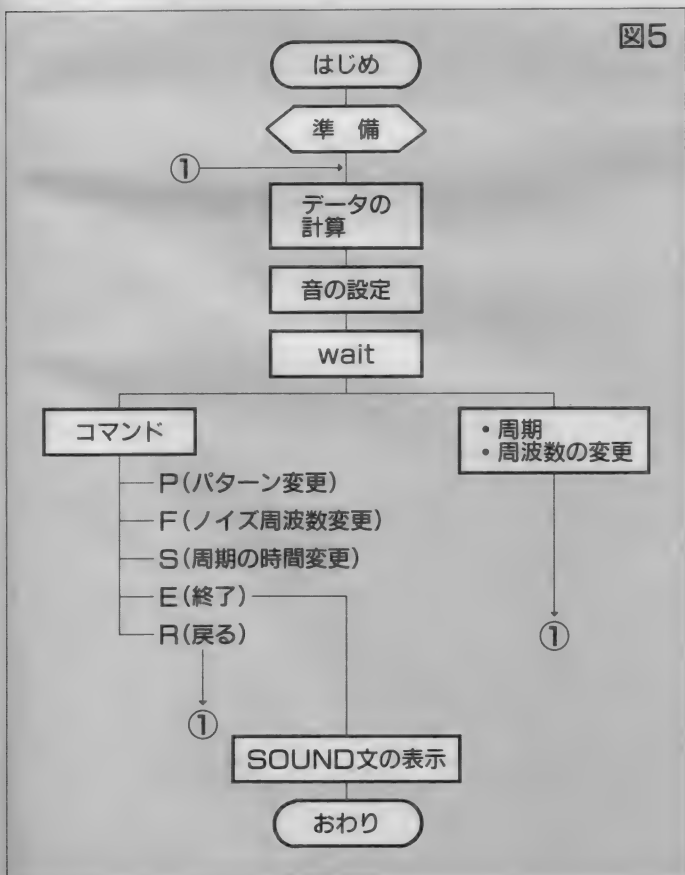 図5
はじめ
準 備
①
データの
計算
音の設定
wait
コマンド
P(パターン変更)
F(ノイズ周波数変更)
S(周期の時間変更)
E(終了)
R(戻る)
①
・周期
・周波数の変更
①
SOUND文の表示
おわり